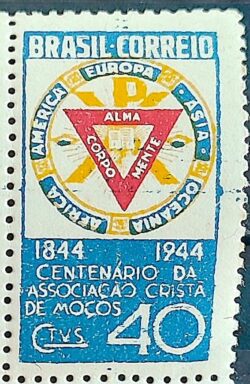 BRASIL-CORREIO
AMERICA EUROPA ASIA
OCEANIA AFRICA
ALMA
CORPO MENTE
1844 1944
CENTENÁRIO DA
ASSOCIAÇÃO CRISTÃ
DE MOÇOS
CTVS 40